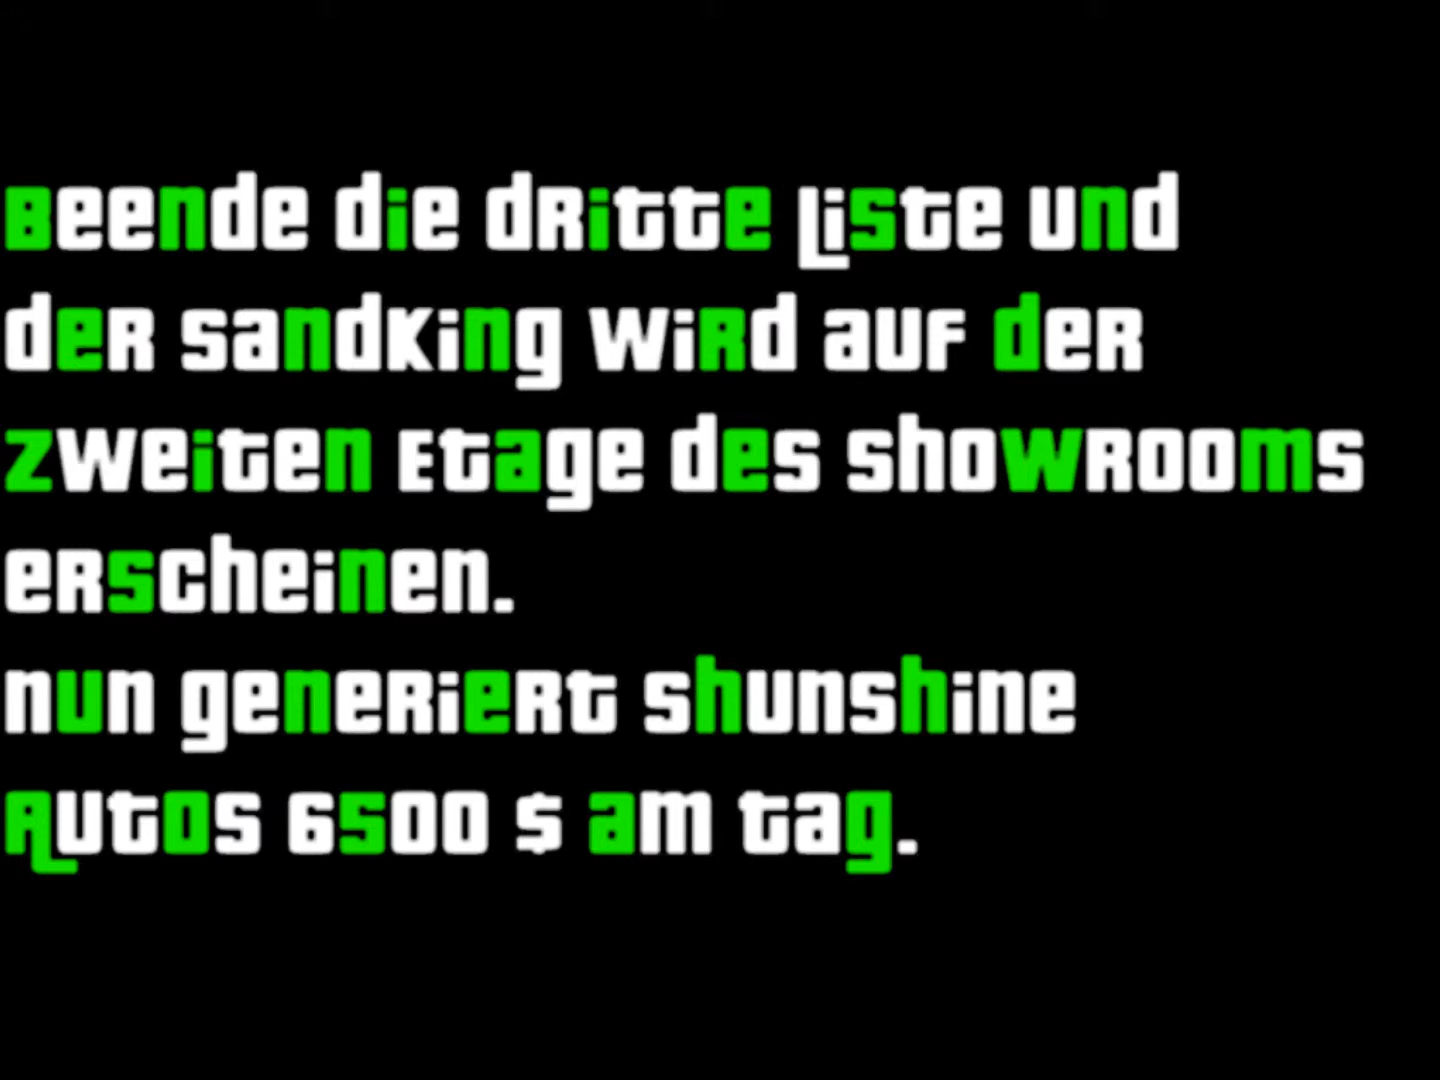 Beende die dritte Liste und
der Sandking wird auf der
zweiten Etage des Showrooms
erscheinen.
Nun generiert Shunshine
Autos 6500 $ am Tag.